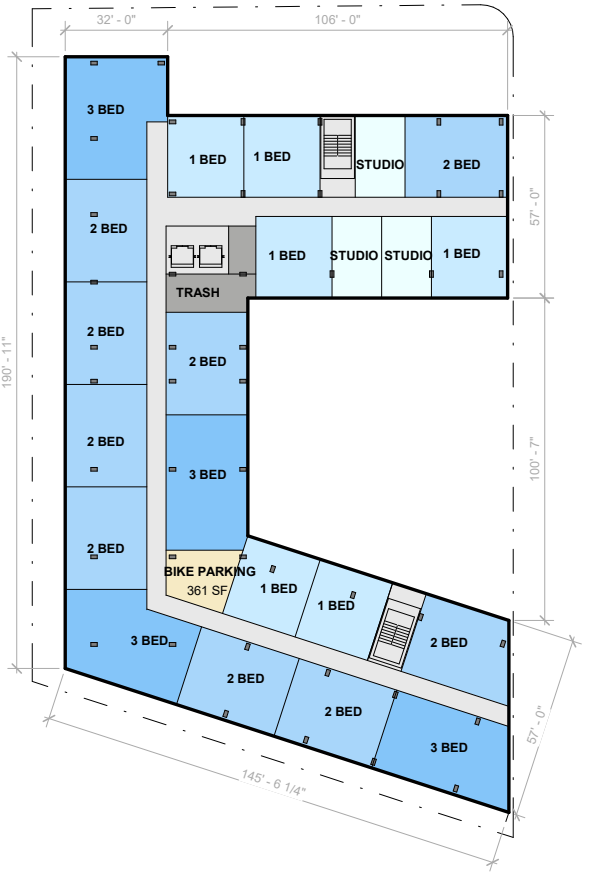 32' - 0"
106' - 0"
3 BED
1 BED
1 BED
STUDIO
2 BED
57' - 0"
2 BED
1 BED
STUDIO
STUDIO
1 BED
TRASH
2 BED
2 BED
190' - 11"
2 BED
3 BED
100' - 7"
2 BED
BIKE PARKING
361 SF
1 BED
1 BED
3 BED
2 BED
2 BED
2 BED
3 BED
57' - 0"
145' - 6 1/4"